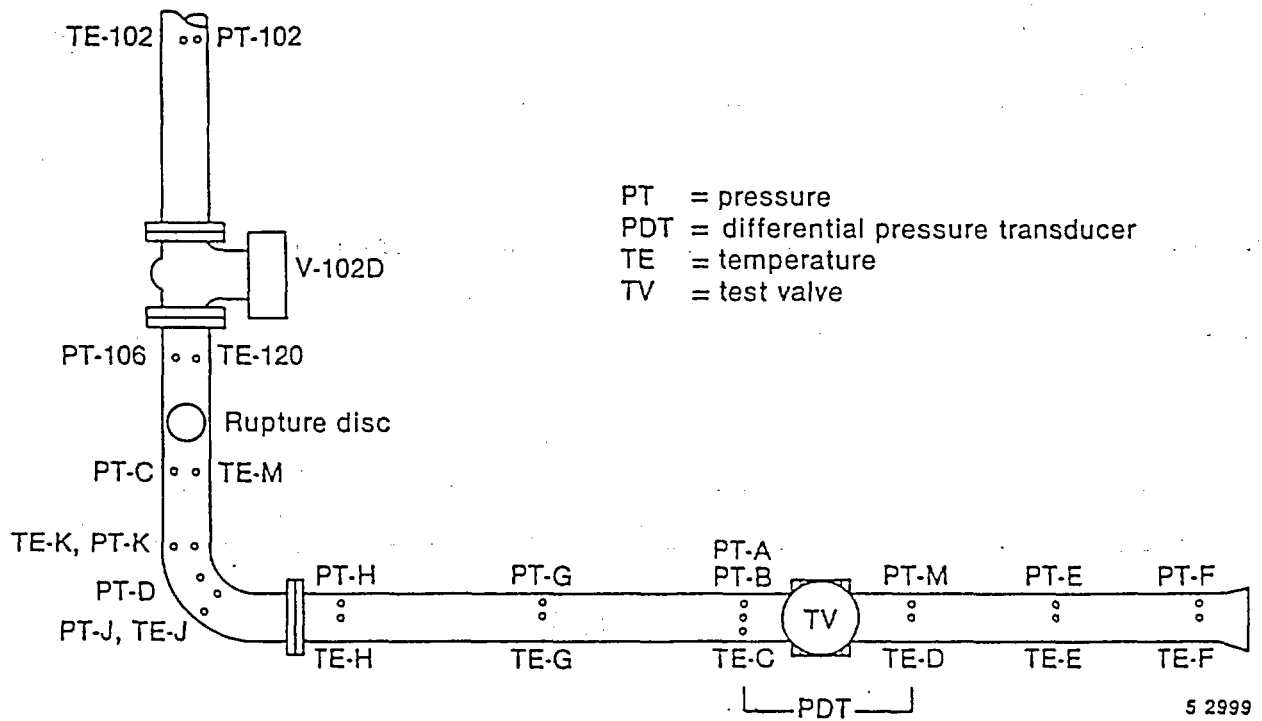 TE-102 PT-102
PT = pressure
PDT = differential pressure transducer
TE = temperature
TV = test valve
V-102D
PT-106 TE-120
Rupture disc
PT-C TE-M
TE-K, PT-K
PT-D
PT-J, TE-J
PT-A
PT-H PT-G PT-B PT-M PT-E PT-F
TV
TE-H TE-G TE-C TE-D TE-E TE-F
PDT
5 2999